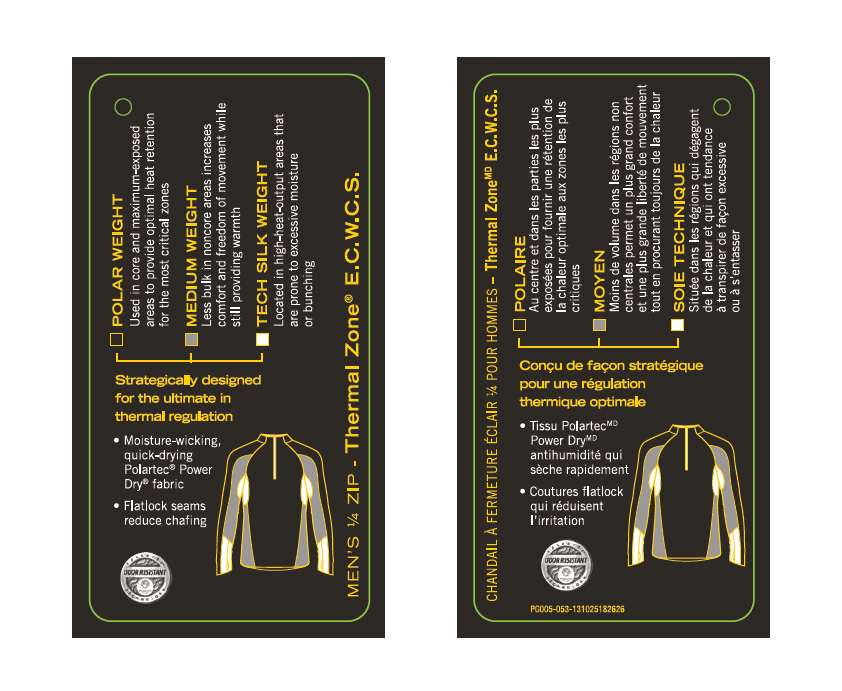 MEN'S ¼ ZIP - Thermal Zone® E.C.W.C.S.
Strategically designed
for the ultimate in
thermal regulation
POLAR WEIGHT
Used in core and maximum-exposed
areas to provide optimal heat retention
for the most critical zones
MEDIUM WEIGHT
Less bulk in noncore areas increases
comfort and freedom of movement while
still providing warmth
TECH SILK WEIGHT
Located in high-heat-output areas that
are prone to excessive moisture
or bunching
• Moisture-wicking,
quick-drying
Polartec® Power
Dry® fabric
• Flatlock seams
reduce chafing
ODOR RESISTANT
CHANDAIL À FERMETURE ÉCLAIR ¼ POUR HOMMES – Thermal Zoneᴹᴰ E.C.W.C.S.
Conçu de façon stratégique
pour une régulation
thermique optimale
POLAIRE
Au centre et dans les parties les plus
exposées pour fournir une rétention de
la chaleur optimale aux zones les plus
critiques
MOYEN
Moins de volume dans les régions non
centrales permet un plus grand confort
et une plus grande liberté de mouvement
tout en procurant toujours de la chaleur
SOIE TECHNIQUE
Située dans les régions qui dégagent
de la chaleur et qui ont tendance
à transpirer de façon excessive
ou à s'entasser
• Tissu Polartecᴹᴰ
Power Dryᴹᴰ
antihumidité qui
sèche rapidement
• Coutures flatlock
qui réduisent
l'irritation
ODOR RESISTANT
PG005-053-131025182626